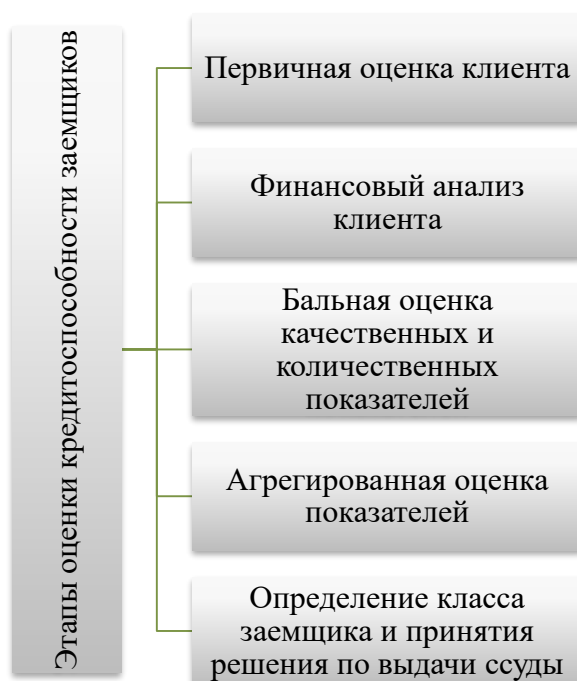 Этапы оценки кредитоспособности заемщиков
Первичная оценка клиента
Финансовый анализ
клиента
Бальная оценка
качественных и
количественных
показателей
Агрегированная оценка
показателей
Определение класса
заемщика и принятия
решения по выдачи ссуды